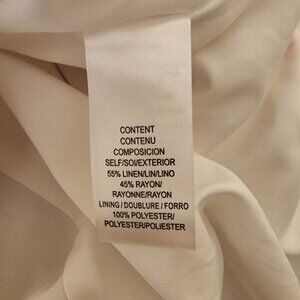 CONTENT
CONTENU
COMPOSICION
SELF/SOI/EXTERIOR
55% LINEN/LIN/LINO
45% RAYON/
RAYONNE/RAYON
LINING / DOUBLURE / FORRO
100% POLYESTER/
POLYESTER/POLIESTER